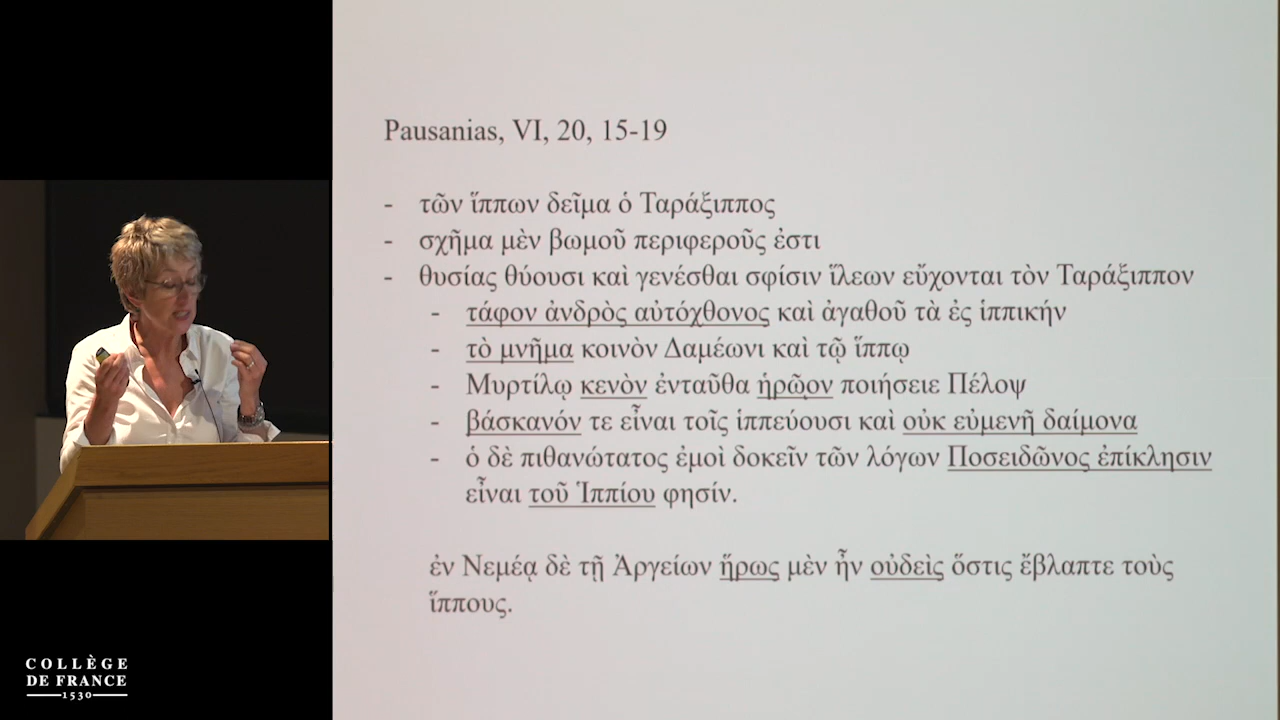 Pausanias, VI, 20, 15-19
- τῶν ἵππων δεῖμα ὁ Ταράξιππος
- σχῆμα μὲν βωμοῦ περιφεροῦς ἐστι
- θυσίας θύουσι καὶ γενέσθαι σφίσιν ἵλεων εὔχονται τὸν Ταράξιππον
- τάφον ἀνδρὸς αὐτόχθονος καὶ ἀγαθοῦ τὰ ἐς ἱππικήν
- τὸ μνῆμα κοινὸν Δαμέωνι καὶ τῷ ἵππῳ
- Μυρτίλῳ κενὸν ἐνταῦθα ἡρῷον ποιήσειε Πέλοψ
- βάσκανόν τε εἶναι τοῖς ἱππεύουσι καὶ οὐκ εὐμενῆ δαίμονα
- ὁ δὲ πιθανώτατος ἐμοὶ δοκεῖν τῶν λόγων Ποσειδῶνος ἐπίκλησιν
εἶναι τοῦ Ἱππίου φησίν.
ἐν Νεμέᾳ δὲ τῇ Ἀργείων ἥρως μὲν ἦν οὐδεὶς ὅστις ἔβλαπτε τοὺς
ἵππους.
COLLÈGE
DE FRANCE
1530